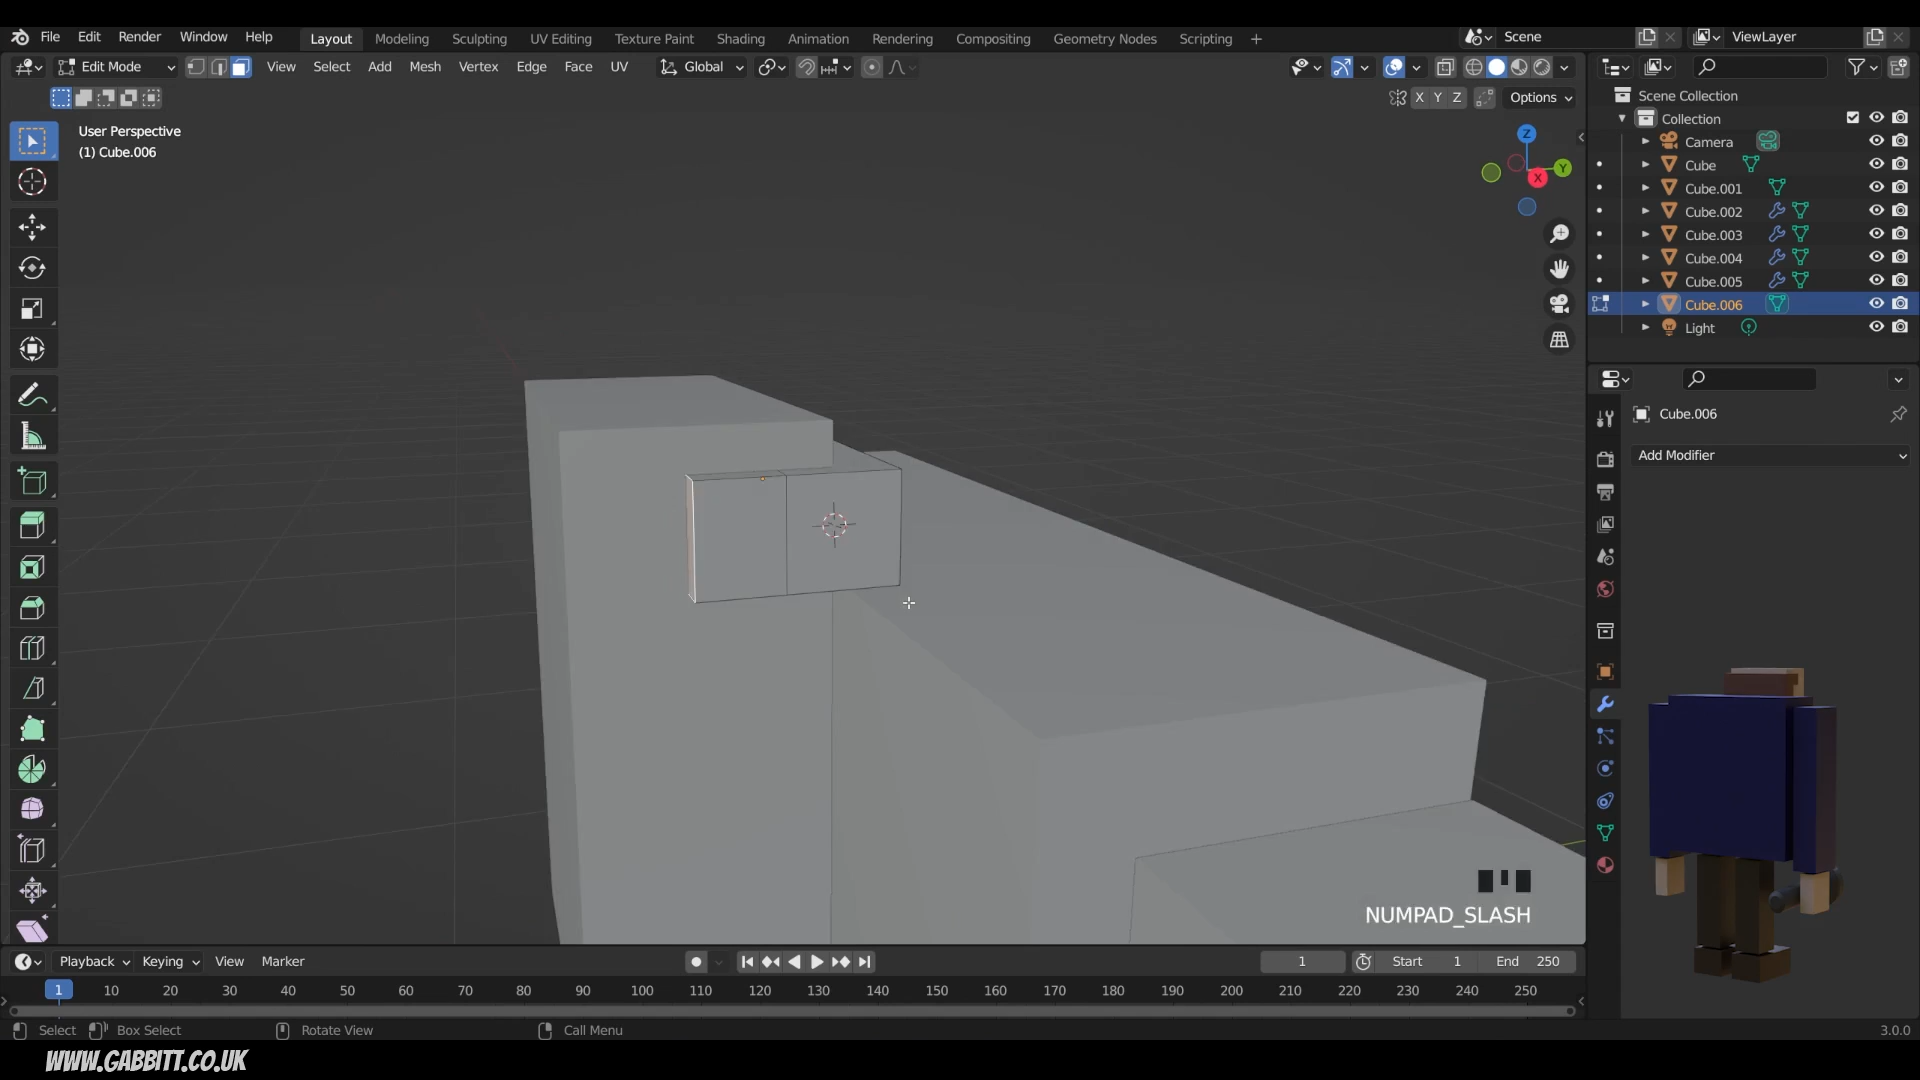 File Edit Render Window Help Layout Modeling Sculpting UV Editing Texture Paint Shading Animation Rendering Compositing Geometry Nodes Scripting + Scene ViewLayer
Edit Mode View Select Add Mesh Vertex Edge Face UV Global
X Y Z Options
User Perspective
(1) Cube.006
Z
Y
X
Scene Collection
Collection
Camera
Cube
Cube.001
Cube.002
Cube.003
Cube.004
Cube.005
Cube.006
Light
Cube.006
Add Modifier
NUMPAD_SLASH
Playback Keying View Marker 1 Start 1 End 250
1 10 20 30 40 50 60 70 80 90 100 110 120 130 140 150 160 170 180 190 200 210 220 230 240 250
Select Box Select Rotate View Call Menu 3.0.0
WWW.GABBITT.CO.UK